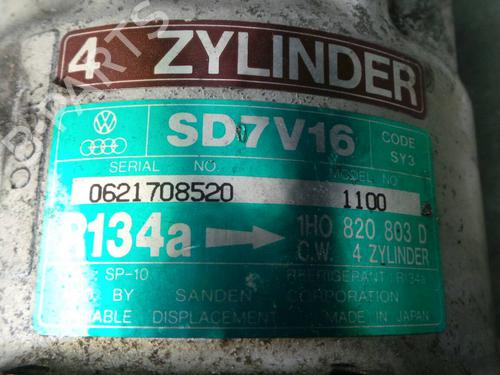 4 ZYLINDER
SD7V16 CODE SY3
SERIAL NO. MODEL NO.
0621708520 1100
R134a 1H0 820 803 D
C.W. 4 ZYLINDER
SP-10 REFRIGERANT R134a
BY SANDEN CORPORATION
VARIABLE DISPLACEMENT MADE IN JAPAN